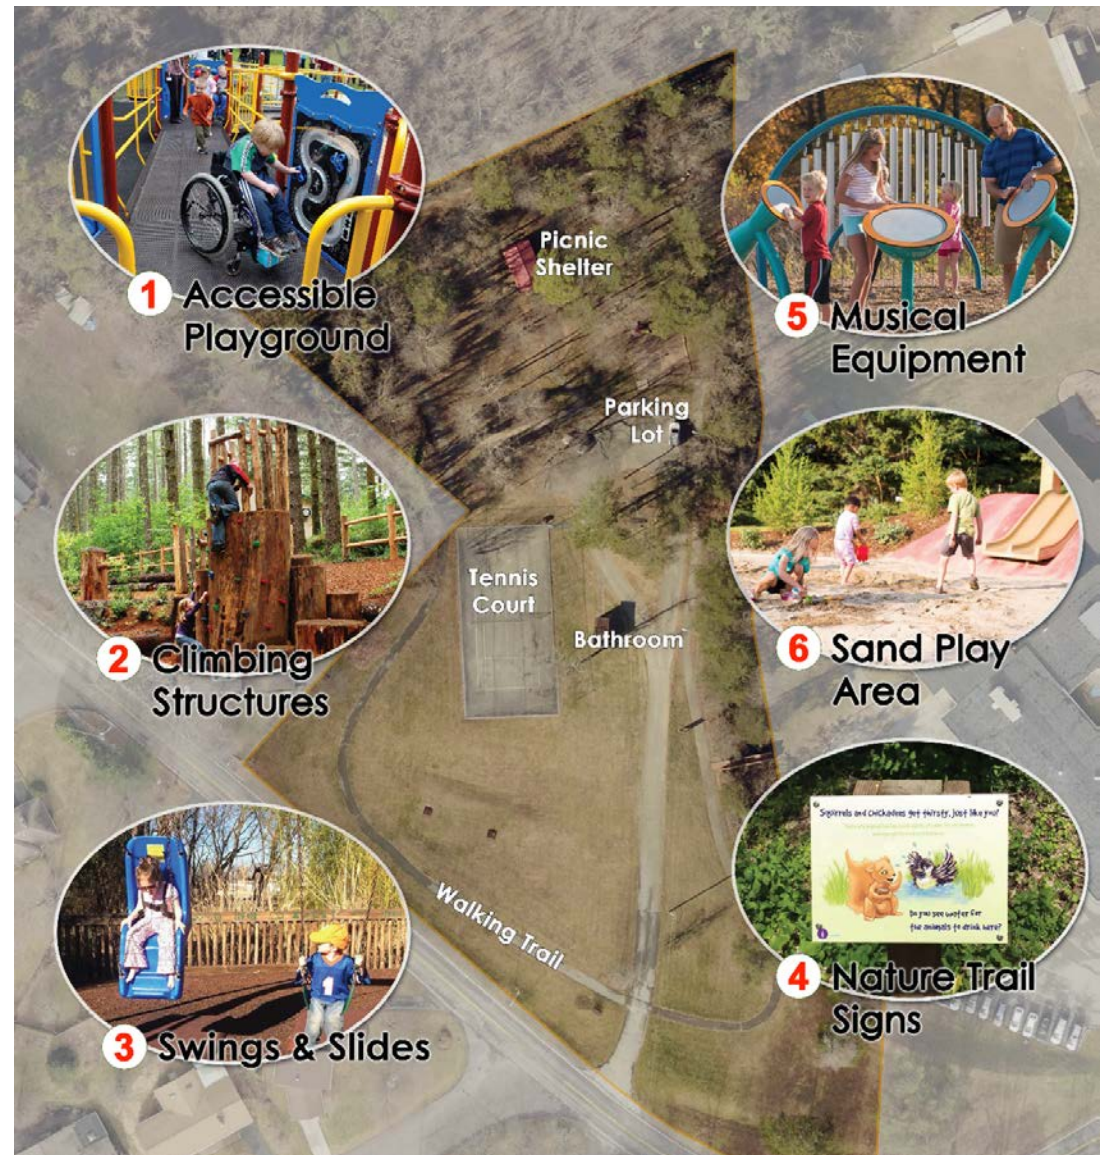 1 Accessible
Playground
2 Climbing
Structures
3 Swings & Slides
Picnic
Shelter
Parking
Lot
Tennis
Court
Bathroom
Walking Trail
5 Musical
Equipment
6 Sand Play
Area
Squirrels and chickadees get thirsty, just like you!
Do you see water for
the animals to drink here?
4 Nature Trail
Signs
1